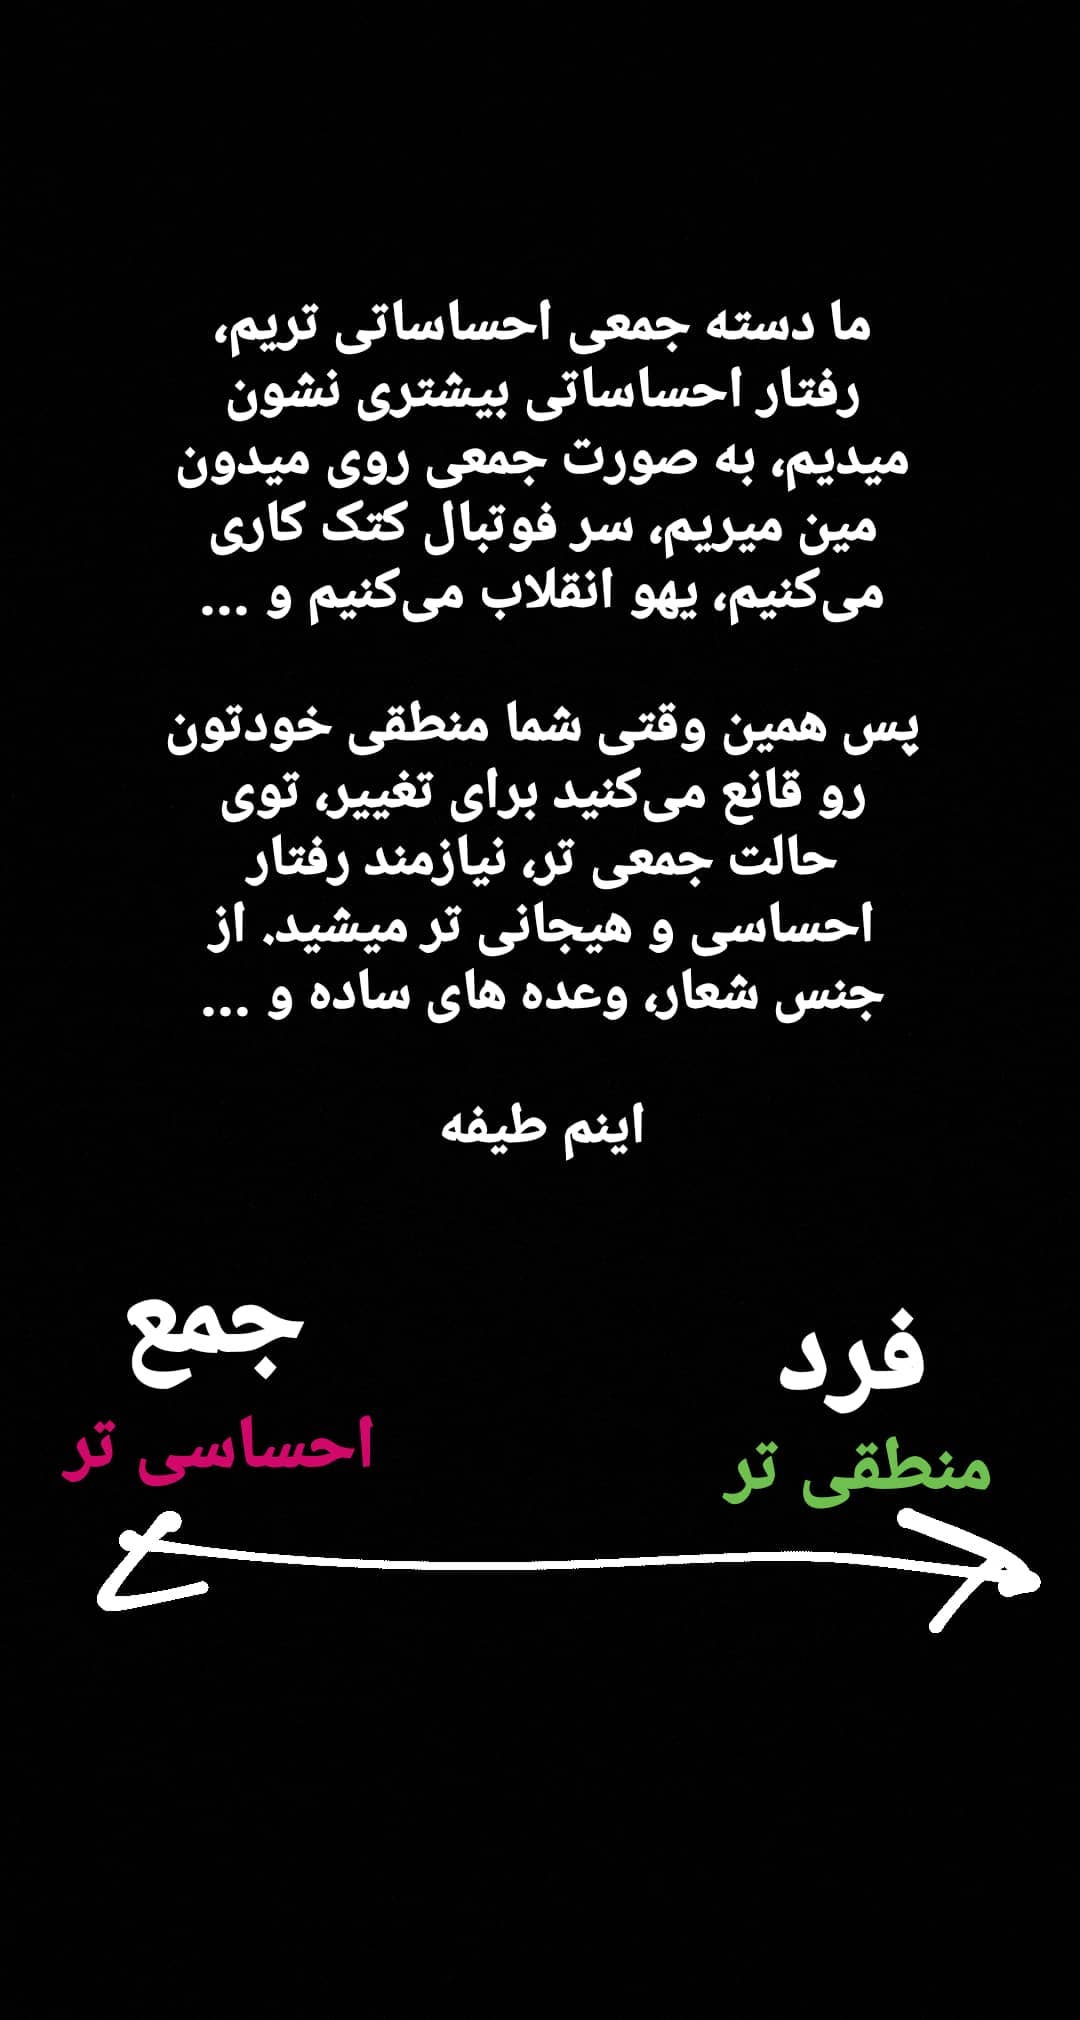 ما دسته جمعی احساساتی تریم،
رفتار احساساتی بیشتری نشون
میدیم، به صورت جمعی روی میدون
مین میریم، سر فوتبال کتک کاری
می‌کنیم، یهو انقلاب می‌کنیم و ...
پس همین وقتی شما منطقی خودتون
رو قانع می‌کنید برای تغییر، توی
حالت جمعی تر، نیازمند رفتار
احساسی و هیجانی تر میشید. از
جنس شعار، وعده های ساده و ...
اینم طیفه
فرد
جمع
منطقی تر
احساسی تر